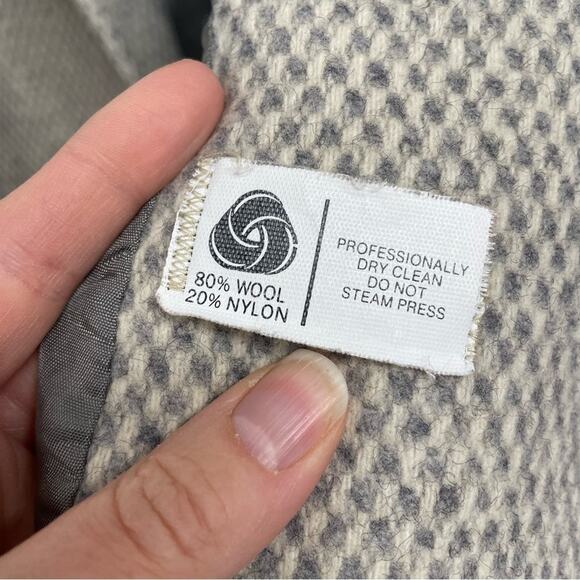 80% WOOL
20% NYLON
PROFESSIONALLY
DRY CLEAN
DO NOT
STEAM PRESS